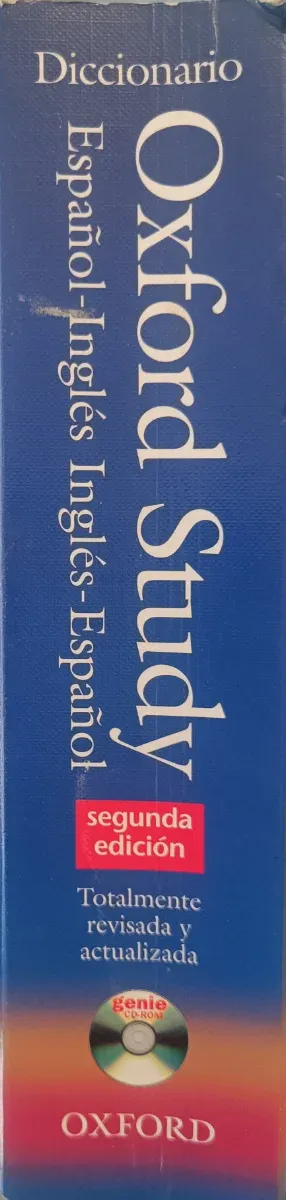 Diccionario
Oxford Study
Español-Inglés Inglés-Español
segunda
edición
Totalmente
revisada y
actualizada
genie
CD-ROM
OXFORD